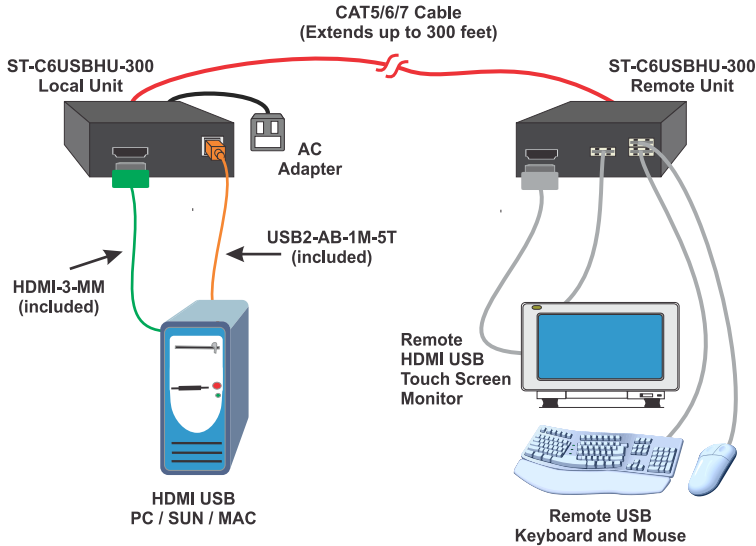 CAT5/6/7 Cable
(Extends up to 300 feet)
ST-C6USBHU-300
Local Unit
ST-C6USBHU-300
Remote Unit
AC
Adapter
USB2-AB-1M-5T
(included)
HDMI-3-MM
(included)
Remote
HDMI USB
Touch Screen
Monitor
HDMI USB
PC / SUN / MAC
Remote USB
Keyboard and Mouse